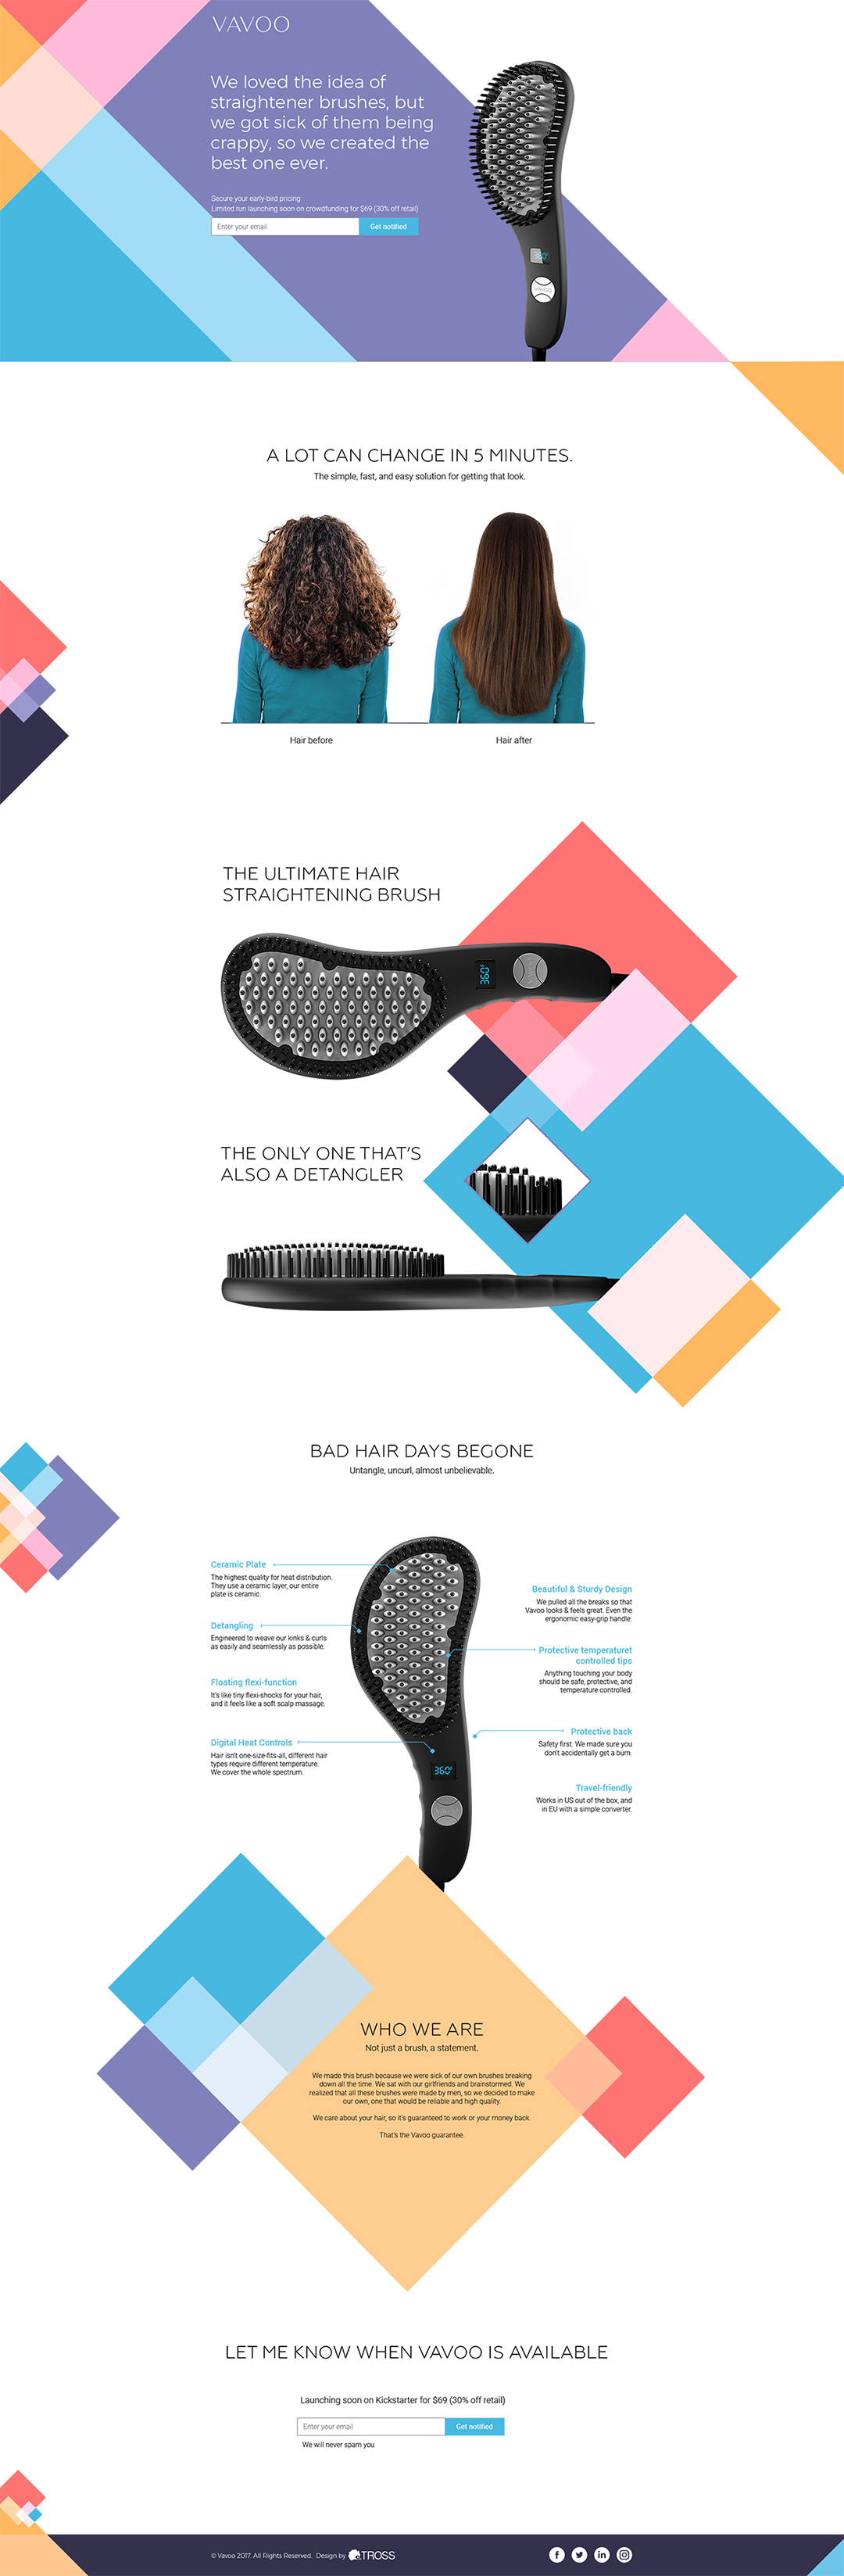 VAVOO
We loved the idea of
straightener brushes, but
we got sick of them being
crappy, so we created the
best one ever.
Secure your early-bird pricing
Limited run launching soon on crowdfunding for $69 (30% off retail)
Enter your email
Get notified
360°
VAVOO
A LOT CAN CHANGE IN 5 MINUTES.
The simple, fast, and easy solution for getting that look.
Hair before
Hair after
THE ULTIMATE HAIR
STRAIGHTENING BRUSH
360°
THE ONLY ONE THAT'S
ALSO A DETANGLER
BAD HAIR DAYS BEGONE
Untangle, uncurl, almost unbelievable.
Ceramic Plate
The highest quality for heat distribution.
They use a ceramic layer, our entire
plate is ceramic.
Detangling
Engineered to weave our kinks & curls
as easily and seamlessly as possible.
Floating flexi-function
It's like tiny flexi-shocks for your hair,
and it feels like a soft scalp massage.
Digital Heat Controls
Hair isn't one-size-fits-all, different hair
types require different temperature.
We cover the whole spectrum.
360°
VAVOO
Beautiful & Sturdy Design
We pulled all the breaks so that
Vavoo looks & feels great. Even the
ergonomic easy-grip handle.
Protective temperaturet
controlled tips
Anything touching your body
should be safe, protective, and
temperature controlled.
Protective back
Safety first. We made sure you
don't accidentally get a burn.
Travel-friendly
Works in US out of the box, and
in EU with a simple converter.
WHO WE ARE
Not just a brush, a statement.
We made this brush because we were sick of our own brushes breaking
down all the time. We sat with our girlfriends and brainstormed. We
realized that all these brushes were made by men, so we decided to make
our own, one that would be reliable and high quality.
We care about your hair, so it's guaranteed to work or your money back.
That's the Vavoo guarantee.
LET ME KNOW WHEN VAVOO IS AVAILABLE
Launching soon on Kickstarter for $69 (30% off retail)
Enter your email
Get notified
We will never spam you
© Vavoo 2017. All Rights Reserved. Design by TROSS